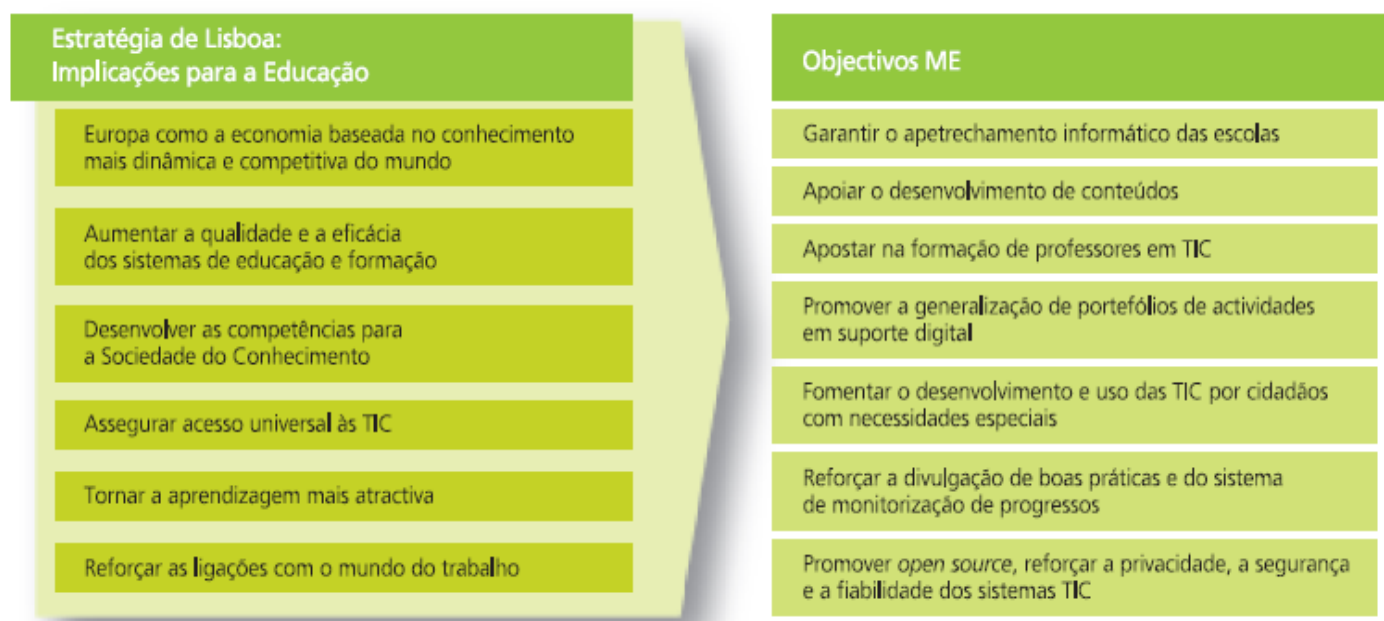 Estratégia de Lisboa:
Implicações para a Educação
Europa como a economia baseada no conhecimento
mais dinâmica e competitiva do mundo
Aumentar a qualidade e a eficácia
dos sistemas de educação e formação
Desenvolver as competências para
a Sociedade do Conhecimento
Assegurar acesso universal às TIC
Tornar a aprendizagem mais atractiva
Reforçar as ligações com o mundo do trabalho
Objectivos ME
Garantir o apetrechamento informático das escolas
Apoiar o desenvolvimento de conteúdos
Apostar na formação de professores em TIC
Promover a generalização de portefólios de actividades
em suporte digital
Fomentar o desenvolvimento e uso das TIC por cidadãos
com necessidades especiais
Reforçar a divulgação de boas práticas e do sistema
de monitorização de progressos
Promover open source, reforçar a privacidade, a segurança
e a fiabilidade dos sistemas TIC